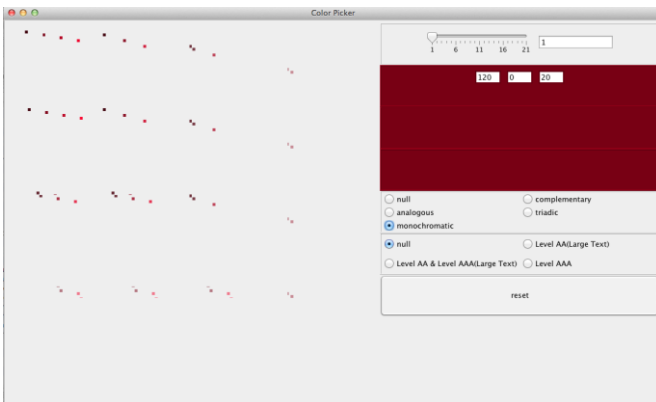 Color Picker
1
1 6 11 16 21
120 0 20
null complementary
analogous triadic
monochromatic
null Level AA(Large Text)
Level AA & Level AAA(Large Text) Level AAA
reset